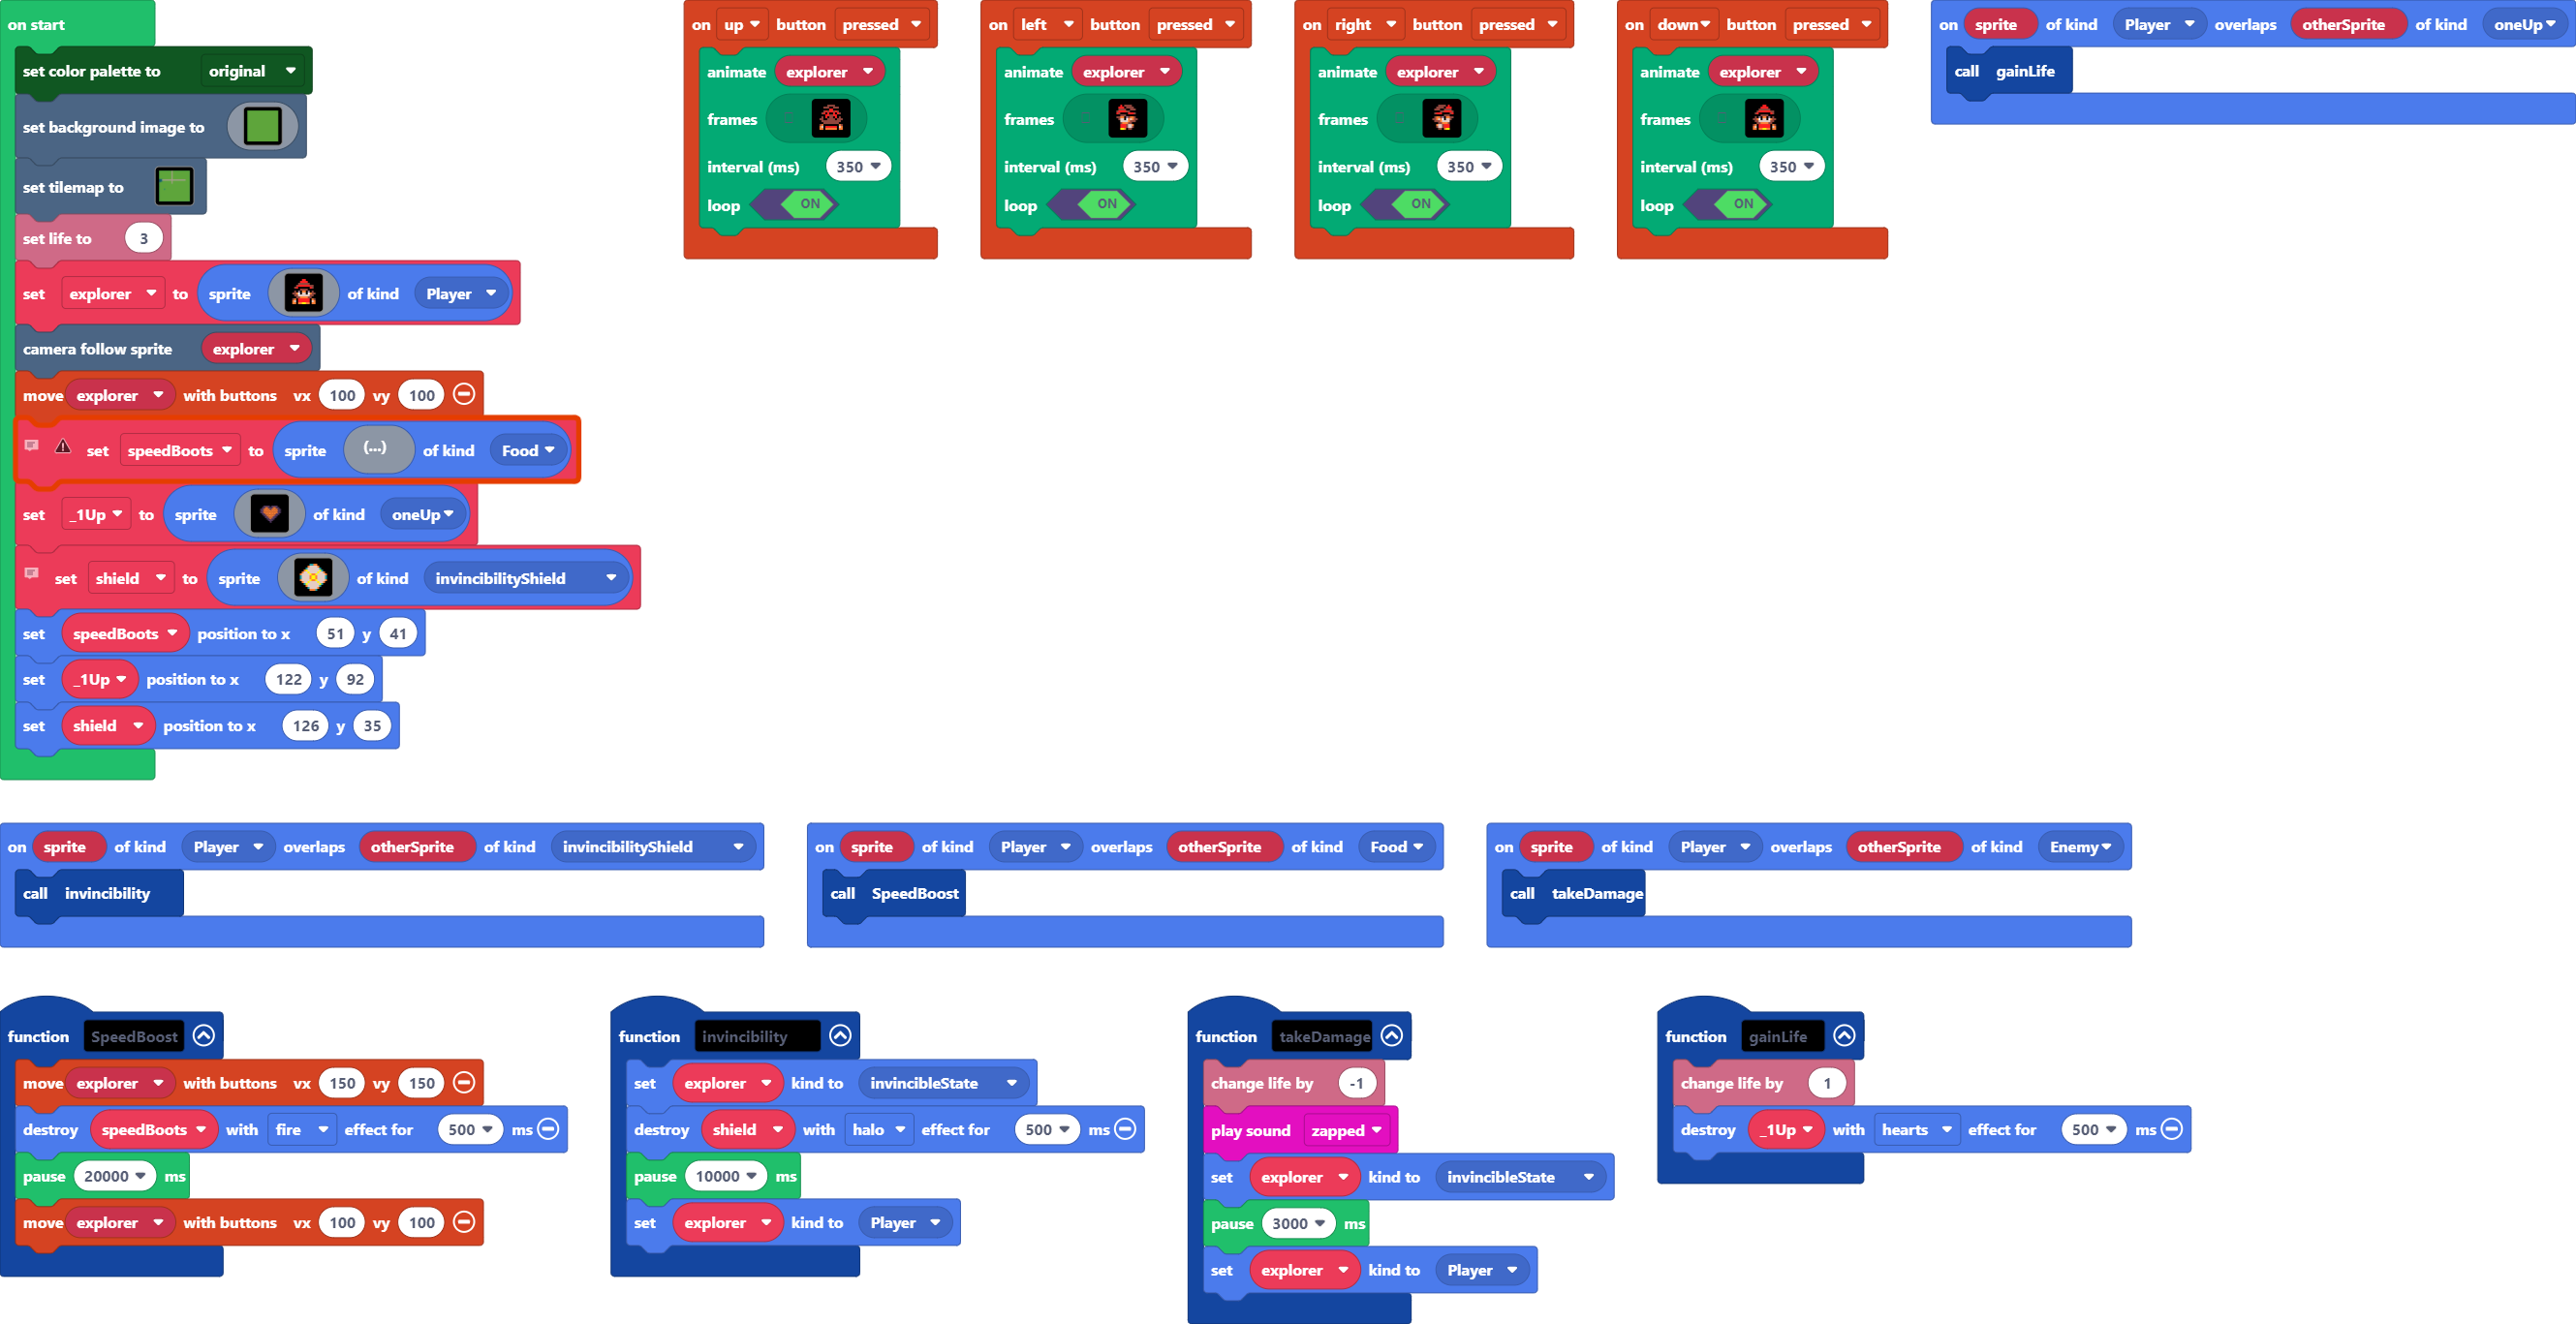 on start
set color palette to original
set background image to
set tilemap to
set life to 3
set explorer to sprite of kind Player
camera follow sprite explorer
move explorer with buttons vx 100 vy 100
set speedBoots to sprite (...) of kind Food
set _1Up to sprite of kind oneUp
set shield to sprite of kind invincibilityShield
set speedBoots position to x 51 y 41
set _1Up position to x 122 y 92
set shield position to x 126 y 35
on up button pressed
animate explorer
frames
interval (ms) 350
loop ON
on left button pressed
animate explorer
frames
interval (ms) 350
loop ON
on right button pressed
animate explorer
frames
interval (ms) 350
loop ON
on down button pressed
animate explorer
frames
interval (ms) 350
loop ON
on sprite of kind Player overlaps otherSprite of kind oneUp
call gainLife
on sprite of kind Player overlaps otherSprite of kind invincibilityShield
call invincibility
on sprite of kind Player overlaps otherSprite of kind Food
call SpeedBoost
on sprite of kind Player overlaps otherSprite of kind Enemy
call takeDamage
function SpeedBoost
move explorer with buttons vx 150 vy 150
destroy speedBoots with fire effect for 500 ms
pause 20000 ms
move explorer with buttons vx 100 vy 100
function invincibility
set explorer kind to invincibleState
destroy shield with halo effect for 500 ms
pause 10000 ms
set explorer kind to Player
function takeDamage
change life by -1
play sound zapped
set explorer kind to invincibleState
pause 3000 ms
set explorer kind to Player
function gainLife
change life by 1
destroy _1Up with hearts effect for 500 ms